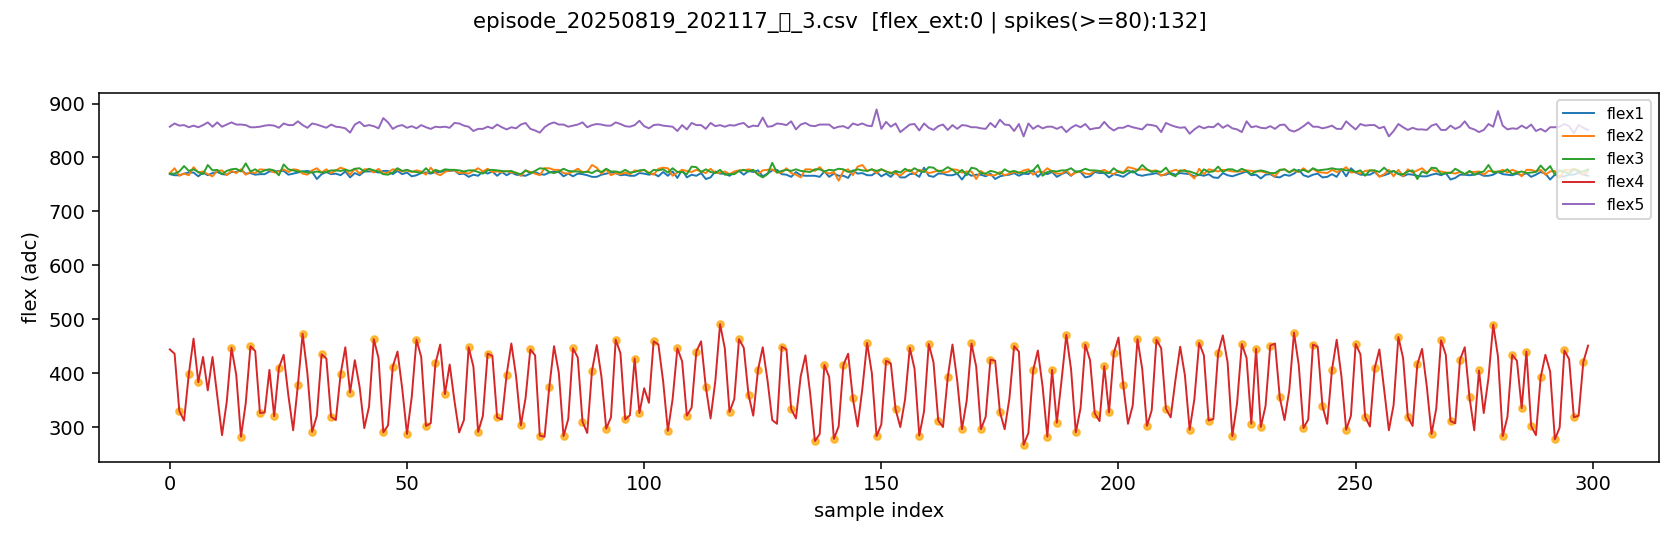 episode_20250819_202117_▯_3.csv [flex_ext:0 | spikes(>=80):132]
900
800
700
600
500
400
300
flex (adc)
flex1
flex2
flex3
flex4
flex5
0
50
100
150
200
250
300
sample index